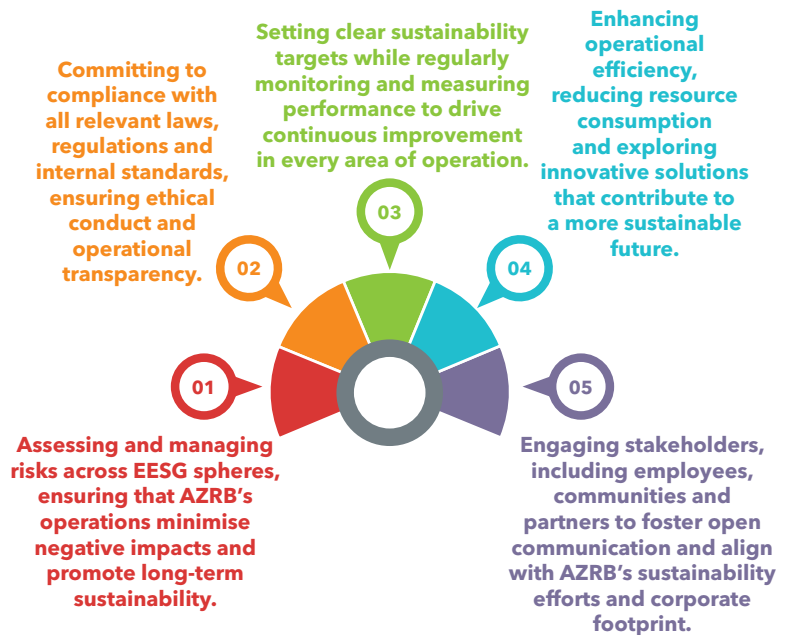 01
Assessing and managing
risks across EESG spheres,
ensuring that AZRB's
operations minimise
negative impacts and
promote long-term
sustainability.
02
Committing to
compliance with
all relevant laws,
regulations and
internal standards,
ensuring ethical
conduct and
operational
transparency.
03
Setting clear sustainability
targets while regularly
monitoring and measuring
performance to drive
continuous improvement
in every area of operation.
04
Enhancing
operational
efficiency,
reducing resource
consumption
and exploring
innovative solutions
that contribute to
a more sustainable
future.
05
Engaging stakeholders,
including employees,
communities and
partners to foster open
communication and align
with AZRB's sustainability
efforts and corporate
footprint.